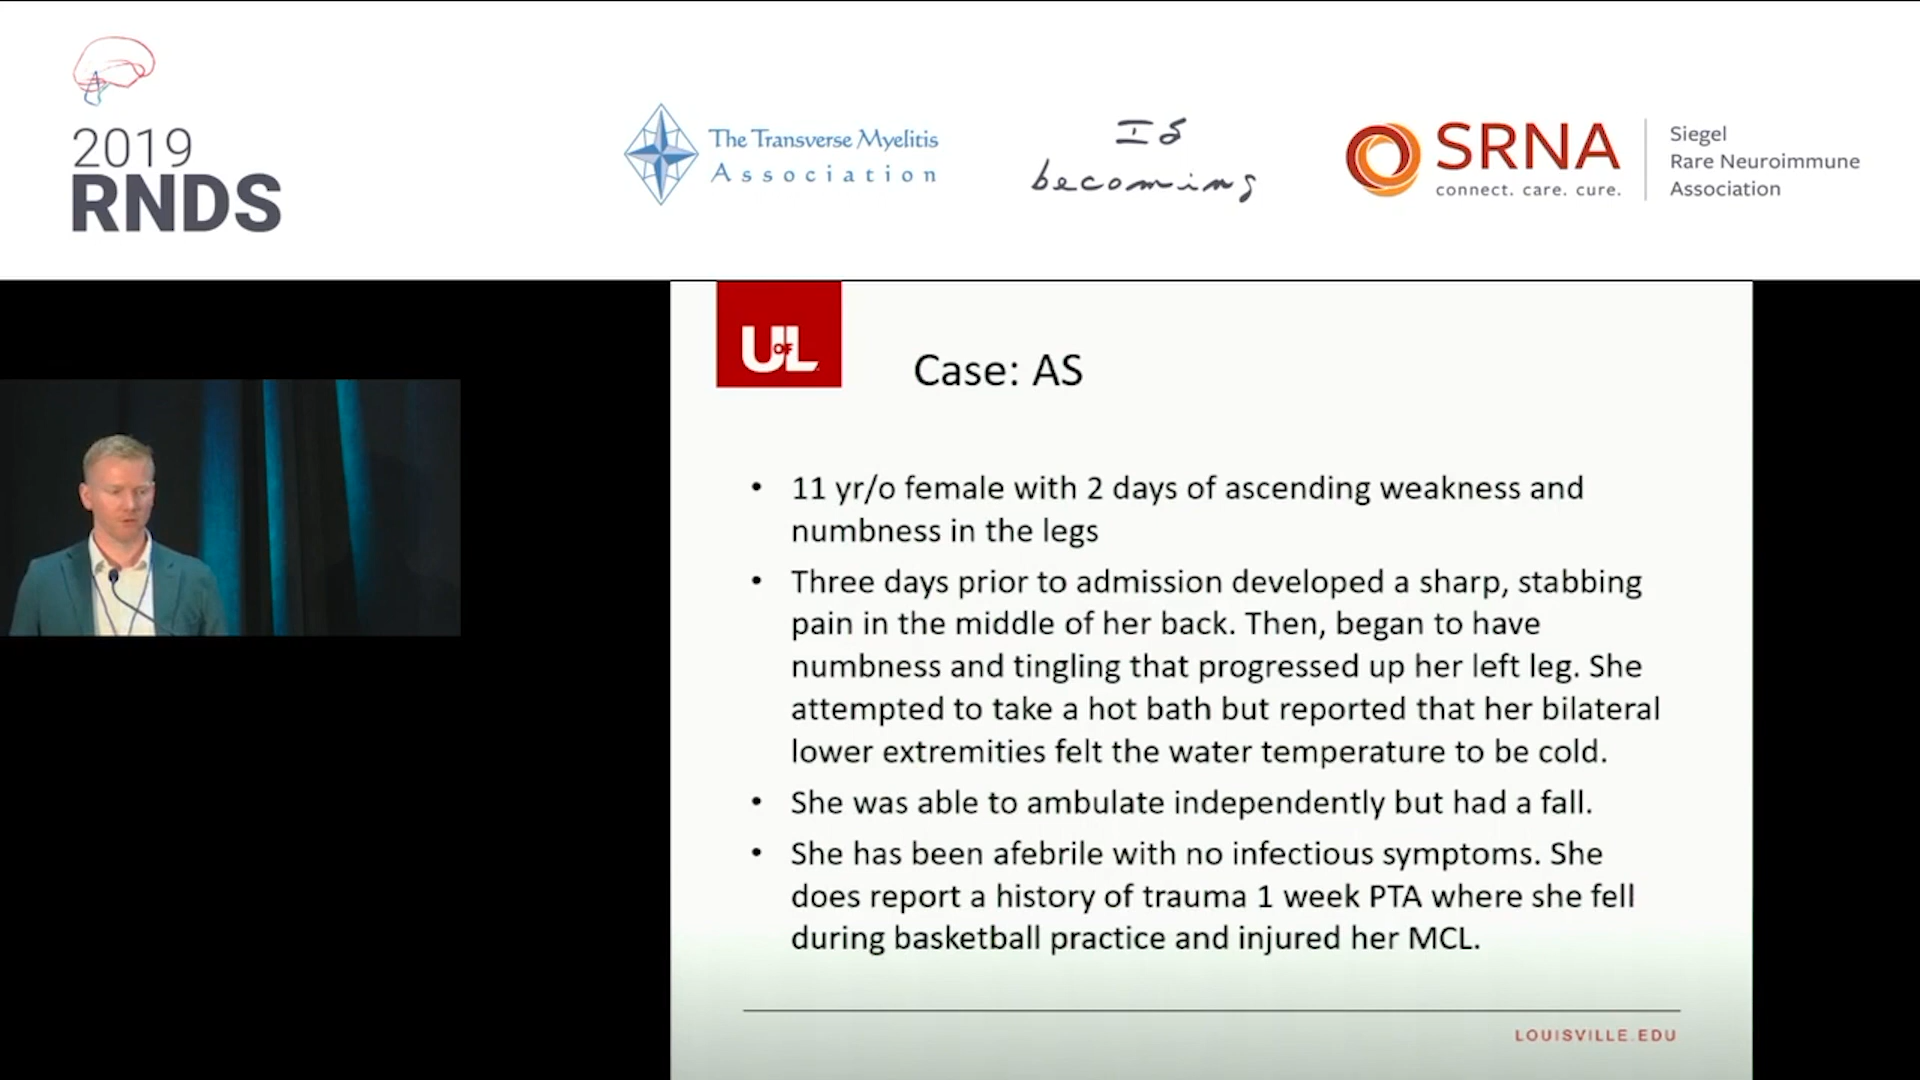 2019
RNDS
The Transverse Myelitis
Association
IS
becoming
SRNA
connect. care. cure.
Siegel
Rare Neuroimmune
Association
UOFL
Case: AS
• 11 yr/o female with 2 days of ascending weakness and
numbness in the legs
• Three days prior to admission developed a sharp, stabbing
pain in the middle of her back. Then, began to have
numbness and tingling that progressed up her left leg. She
attempted to take a hot bath but reported that her bilateral
lower extremities felt the water temperature to be cold.
• She was able to ambulate independently but had a fall.
• She has been afebrile with no infectious symptoms. She
does report a history of trauma 1 week PTA where she fell
during basketball practice and injured her MCL.
LOUISVILLE.EDU